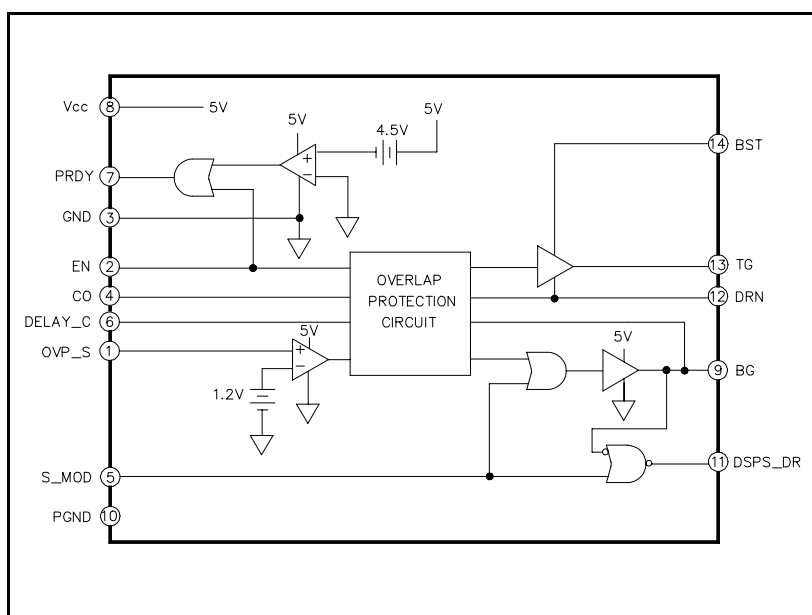 Vcc 8 5V
5V 4.5V 5V
14 BST
PRDY 7 + −
GND 3
EN 2
OVERLAP
PROTECTION
CIRCUIT
13 TG
CO 4
12 DRN
DELAY_C 6
5V 5V
OVP_S 1 + −
9 BG
1.2V
11 DSPS_DR
S_MOD 5
PGND 10